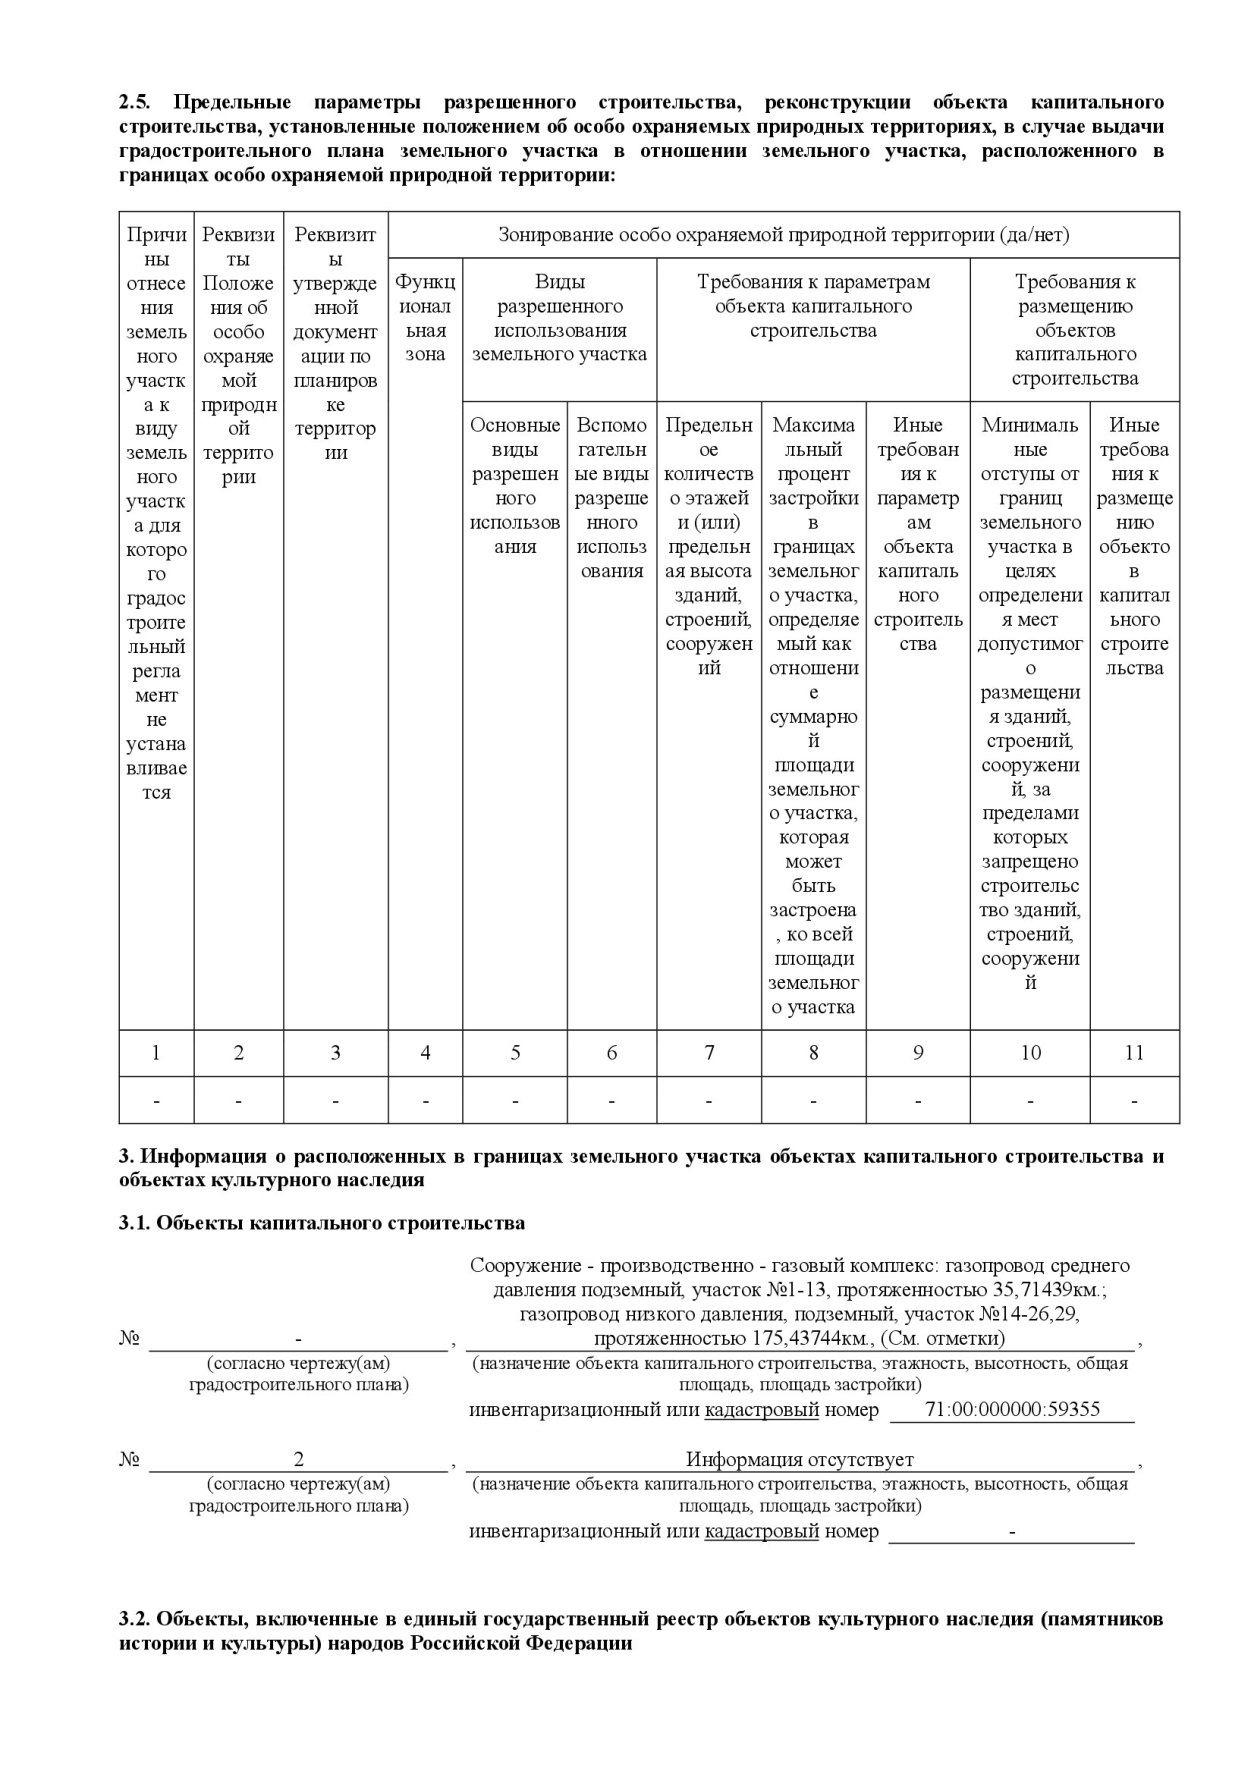 2.5. Предельные параметры разрешенного строительства, реконструкции объекта капитального
строительства, установленные положением об особо охраняемых природных территориях, в случае выдачи
градостроительного плана земельного участка в отношении земельного участка, расположенного в
границах особо охраняемой природной территории:
Причи
ны
отнесе
ния
земель
ного
участк
а к
виду
земель
ного
участк
а для
которо
го
градос
троите
льный
регла
мент
не
устана
вливае
тся
Реквизи
ты
Положе
ния об
особо
охраняе
мой
природн
ой
террито
рии
Реквизит
ы
утвержде
нной
документ
ации по
планиров
ке
территор
ии
Зонирование особо охраняемой природной территории (да/нет)
Функц
ионал
ьная
зона
Виды
разрешенного
использования
земельного участка
Требования к параметрам
объекта капитального
строительства
Требования к
размещению
объектов
капитального
строительства
Основные
виды
разрешен
ного
использов
ания
Вспомо
гательн
ые виды
разреше
нного
использ
ования
Предельн
ое
количеств
о этажей
и (или)
предельн
ая высота
зданий,
строений,
сооружен
ий
Максима
льный
процент
застройки
в
границах
земельног
о участка,
определяе
мый как
отношени
е
суммарно
й
площади
земельног
о участка,
которая
может
быть
застроена
, ко всей
площади
земельног
о участка
Иные
требован
ия к
параметр
ам
объекта
капиталь
ного
строитель
ства
Минималь
ные
отступы от
границ
земельного
участка в
целях
определени
я мест
допустимог
о
размещени
я зданий,
строений,
сооружени
й, за
пределами
которых
запрещено
строительс
тво зданий,
строений,
сооружени
й
Иные
требова
ния к
размеще
нию
объекто
в
капитал
ьного
строите
льства
1 2 3 4 5 6 7 8 9 10 11
- - - - - - - - - - -
3. Информация о расположенных в границах земельного участка объектах капитального строительства и
объектах культурного наследия
3.1. Объекты капитального строительства
Сооружение - производственно - газовый комплекс: газопровод среднего
давления подземный, участок №1-13, протяженностью 35,71439км.;
газопровод низкого давления, подземный, участок №14-26,29,
№ - , протяженностью 175,43744км., (См. отметки) ,
(согласно чертежу(ам) (назначение объекта капитального строительства, этажность, высотность, общая
градостроительного плана) площадь, площадь застройки)
инвентаризационный или кадастровый номер 71:00:000000:59355
№ 2 , Информация отсутствует ,
(согласно чертежу(ам) (назначение объекта капитального строительства, этажность, высотность, общая
градостроительного плана) площадь, площадь застройки)
инвентаризационный или кадастровый номер -
3.2. Объекты, включенные в единый государственный реестр объектов культурного наследия (памятников
истории и культуры) народов Российской Федерации